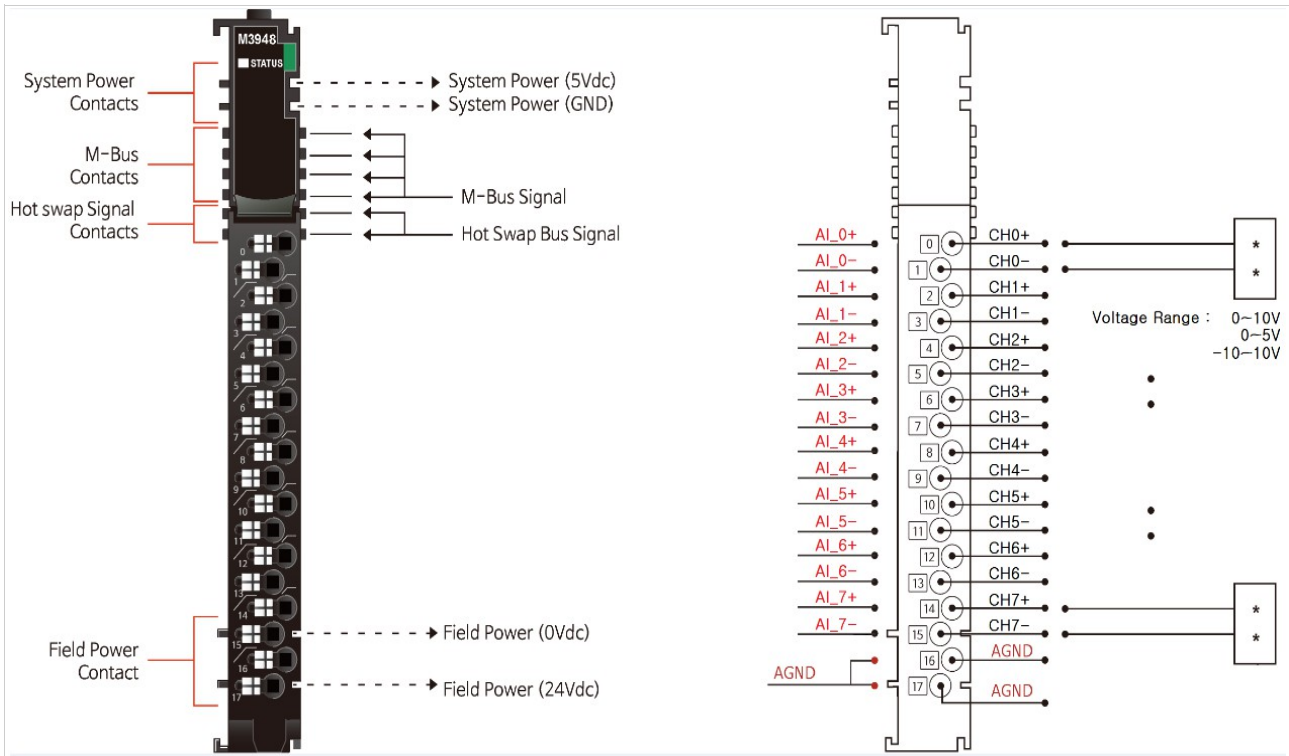 M3948
STATUS
System Power
Contacts
M-Bus
Contacts
Hot swap Signal
Contacts
System Power (5Vdc)
System Power (GND)
M-Bus Signal
Hot Swap Bus Signal
0
1
2
3
4
5
6
7
8
9
10
11
12
13
14
15
16
17
Field Power
Contact
Field Power (0Vdc)
Field Power (24Vdc)
AI_0+ 0 CH0+ *
AI_0- 1 CH0- *
AI_1+ 2 CH1+
AI_1- 3 CH1-
AI_2+ 4 CH2+
AI_2- 5 CH2-
AI_3+ 6 CH3+
AI_3- 7 CH3-
AI_4+ 8 CH4+
AI_4- 9 CH4-
AI_5+ 10 CH5+
AI_5- 11 CH5-
AI_6+ 12 CH6+
AI_6- 13 CH6-
AI_7+ 14 CH7+ *
AI_7- 15 CH7- *
AGND 16 AGND
17 AGND
Voltage Range : 0~10V
0~5V
-10~10V